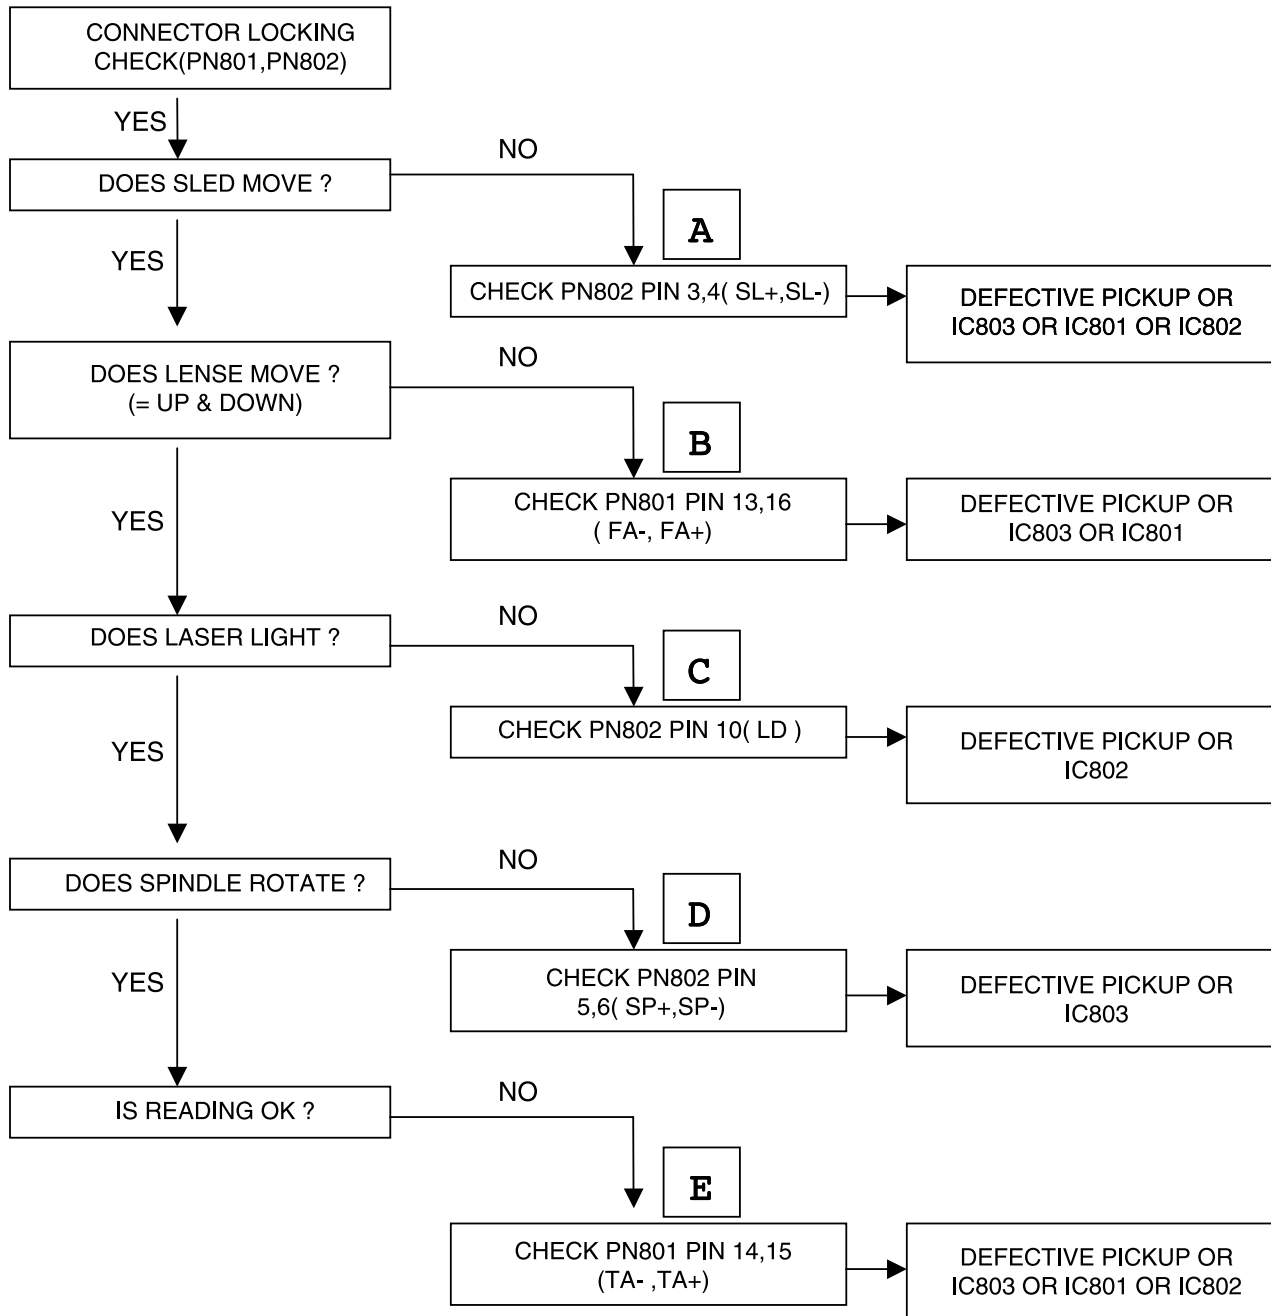 CONNECTOR LOCKING
CHECK(PN801,PN802)
YES
NO
DOES SLED MOVE ?
A
YES
CHECK PN802 PIN 3,4( SL+,SL-)
DEFECTIVE PICKUP OR
IC803 OR IC801 OR IC802
DOES LENSE MOVE ?
(= UP & DOWN)
NO
B
YES
CHECK PN801 PIN 13,16
( FA-, FA+)
DEFECTIVE PICKUP OR
IC803 OR IC801
DOES LASER LIGHT ?
NO
C
YES
CHECK PN802 PIN 10( LD )
DEFECTIVE PICKUP OR
IC802
DOES SPINDLE ROTATE ?
NO
D
YES
CHECK PN802 PIN
5,6( SP+,SP-)
DEFECTIVE PICKUP OR
IC803
IS READING OK ?
NO
E
CHECK PN801 PIN 14,15
(TA- ,TA+)
DEFECTIVE PICKUP OR
IC803 OR IC801 OR IC802